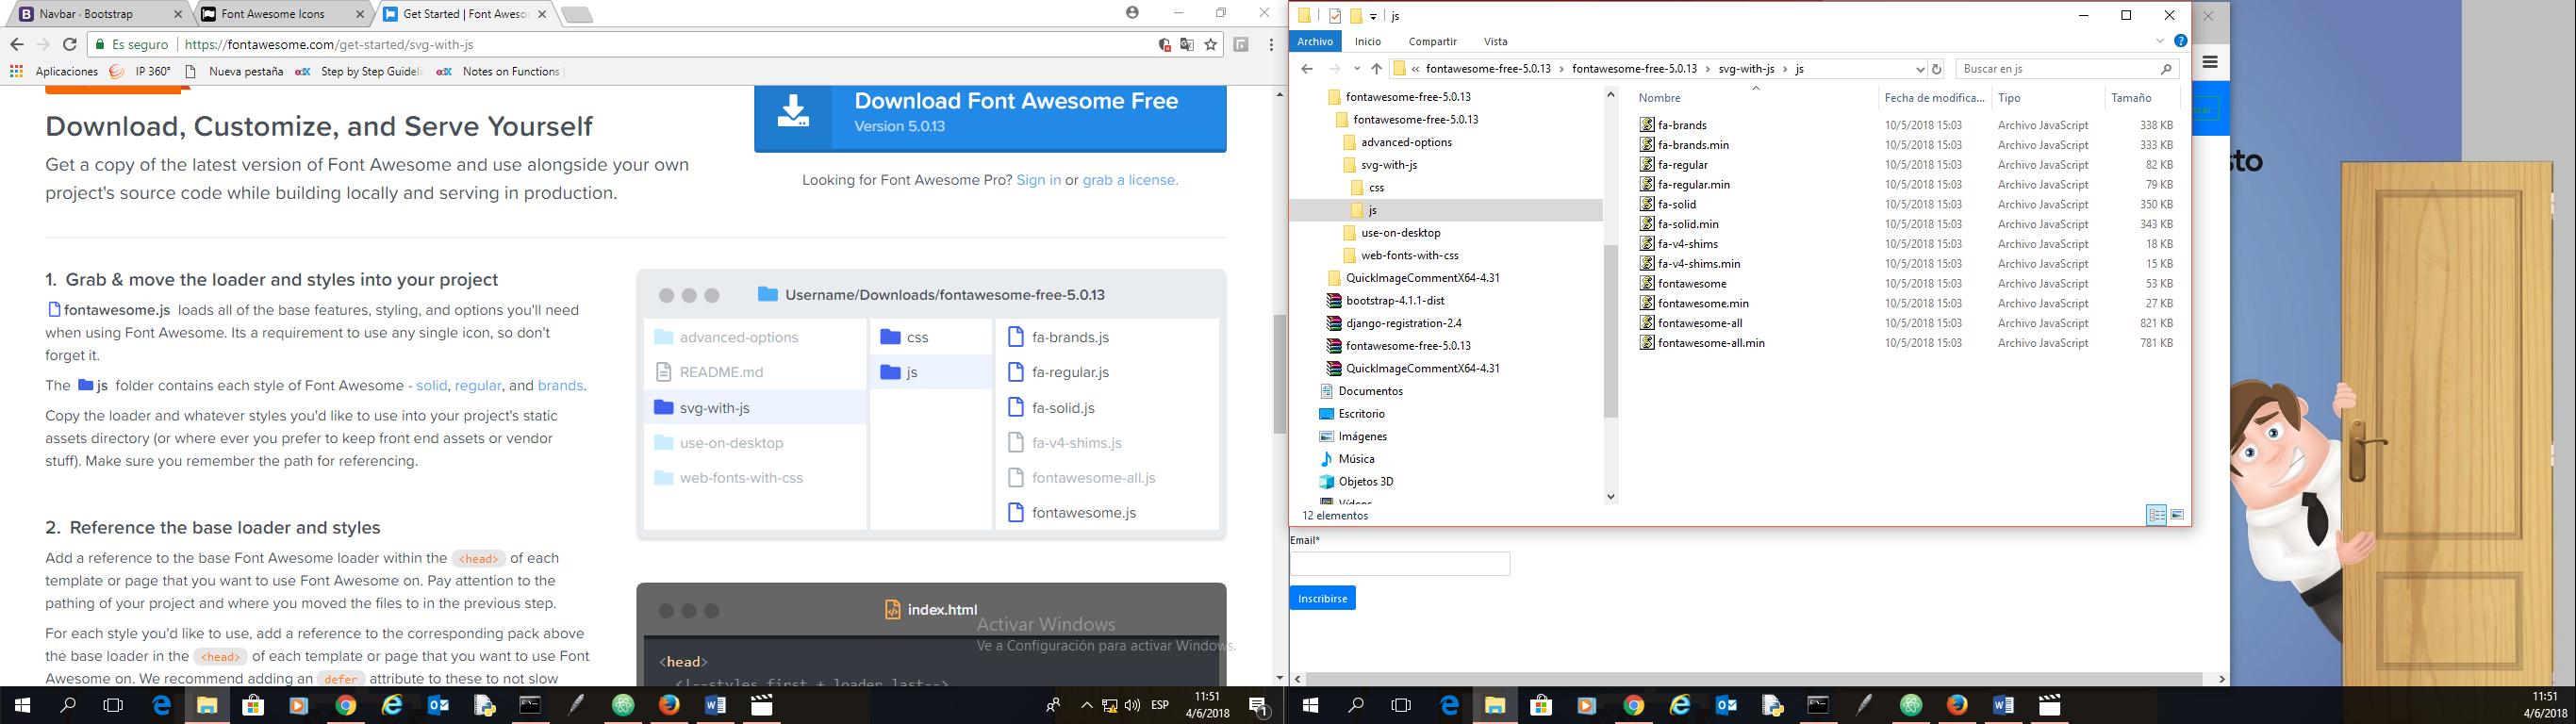 Navbar · Bootstrap
Font Awesome Icons
Get Started | Font Aweso
Es seguro
https://fontawesome.com/get-started/svg-with-js
Aplicaciones
IP 360°
Nueva pestaña
edX
Step by Step Guideli
edX
Notes on Functions
Download, Customize, and Serve Yourself
Get a copy of the latest version of Font Awesome and use alongside your own
project's source code while building locally and serving in production.
Download Font Awesome Free
Version 5.0.13
Looking for Font Awesome Pro? Sign in or grab a license.
1. Grab & move the loader and styles into your project
fontawesome.js loads all of the base features, styling, and options you'll need
when using Font Awesome. Its a requirement to use any single icon, so don't
forget it.
The js folder contains each style of Font Awesome - solid, regular, and brands.
Copy the loader and whatever styles you'd like to use into your project's static
assets directory (or where ever you prefer to keep front end assets or vendor
stuff). Make sure you remember the path for referencing.
Username/Downloads/fontawesome-free-5.0.13
advanced-options
README.md
svg-with-js
use-on-desktop
web-fonts-with-css
css
js
fa-brands.js
fa-regular.js
fa-solid.js
fa-v4-shims.js
fontawesome-all.js
fontawesome.js
2. Reference the base loader and styles
Add a reference to the base Font Awesome loader within the <head> of each
template or page that you want to use Font Awesome on. Pay attention to the
pathing of your project and where you moved the files to in the previous step.
For each style you'd like to use, add a reference to the corresponding pack above
the base loader in the <head> of each template or page that you want to use Font
Awesome on. We recommend adding an defer attribute to these to not slow
index.html
<head>
<!--styles first + loader last-->
Activar Windows
Ve a Configuración para activar Windows.
ESP
11:51
4/6/2018
1
js
Archivo
Inicio
Compartir
Vista
« fontawesome-free-5.0.13 › fontawesome-free-5.0.13 › svg-with-js › js
Buscar en js
fontawesome-free-5.0.13
fontawesome-free-5.0.13
advanced-options
svg-with-js
css
js
use-on-desktop
web-fonts-with-css
QuickImageCommentX64-4.31
bootstrap-4.1.1-dist
django-registration-2.4
fontawesome-free-5.0.13
QuickImageCommentX64-4.31
Documentos
Escritorio
Imágenes
Música
Objetos 3D
Vídeos
Nombre Fecha de modifica... Tipo Tamaño
fa-brands 10/5/2018 15:03 Archivo JavaScript 338 KB
fa-brands.min 10/5/2018 15:03 Archivo JavaScript 333 KB
fa-regular 10/5/2018 15:03 Archivo JavaScript 82 KB
fa-regular.min 10/5/2018 15:03 Archivo JavaScript 79 KB
fa-solid 10/5/2018 15:03 Archivo JavaScript 350 KB
fa-solid.min 10/5/2018 15:03 Archivo JavaScript 343 KB
fa-v4-shims 10/5/2018 15:03 Archivo JavaScript 18 KB
fa-v4-shims.min 10/5/2018 15:03 Archivo JavaScript 15 KB
fontawesome 10/5/2018 15:03 Archivo JavaScript 53 KB
fontawesome.min 10/5/2018 15:03 Archivo JavaScript 27 KB
fontawesome-all 10/5/2018 15:03 Archivo JavaScript 821 KB
fontawesome-all.min 10/5/2018 15:03 Archivo JavaScript 781 KB
12 elementos
sto
Email*
Inscribirse
11:51
4/6/2018